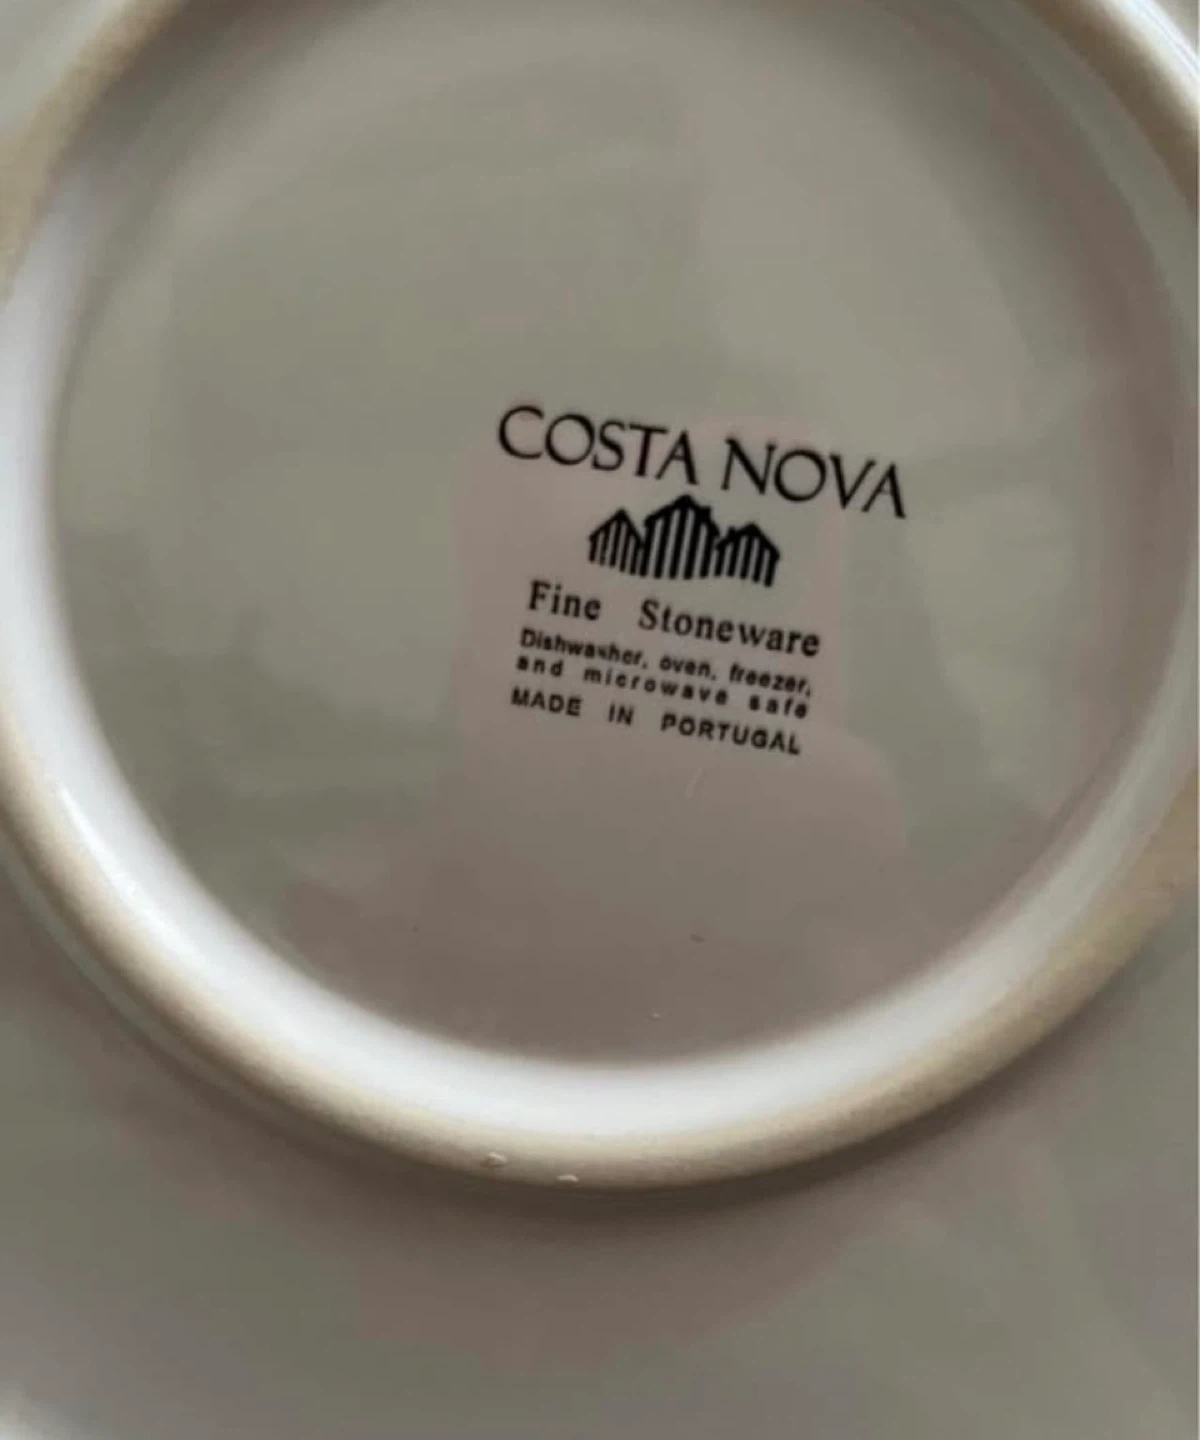 COSTA NOVA
Fine Stoneware
Dishwasher, oven, freezer,
and microwave safe
MADE IN PORTUGAL